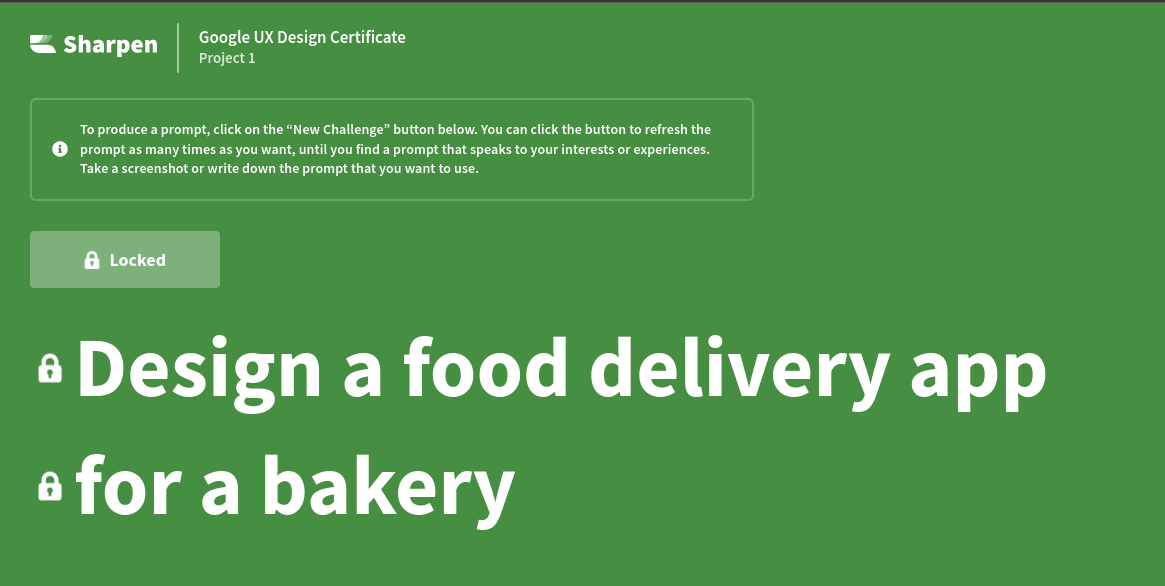 Sharpen
Google UX Design Certificate
Project 1
To produce a prompt, click on the “New Challenge” button below. You can click the button to refresh the
prompt as many times as you want, until you find a prompt that speaks to your interests or experiences.
Take a screenshot or write down the prompt that you want to use.
Locked
Design a food delivery app
for a bakery